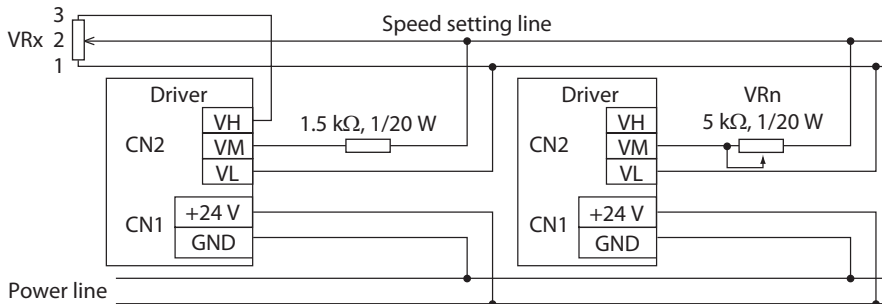 3
Speed setting line
VRx 2
1
Driver
VH
CN2
VM
VL
1.5 kΩ, 1/20 W
+24 V
CN1
GND
Driver
VH
CN2
VM
VL
VRn
5 kΩ, 1/20 W
+24 V
CN1
GND
Power line